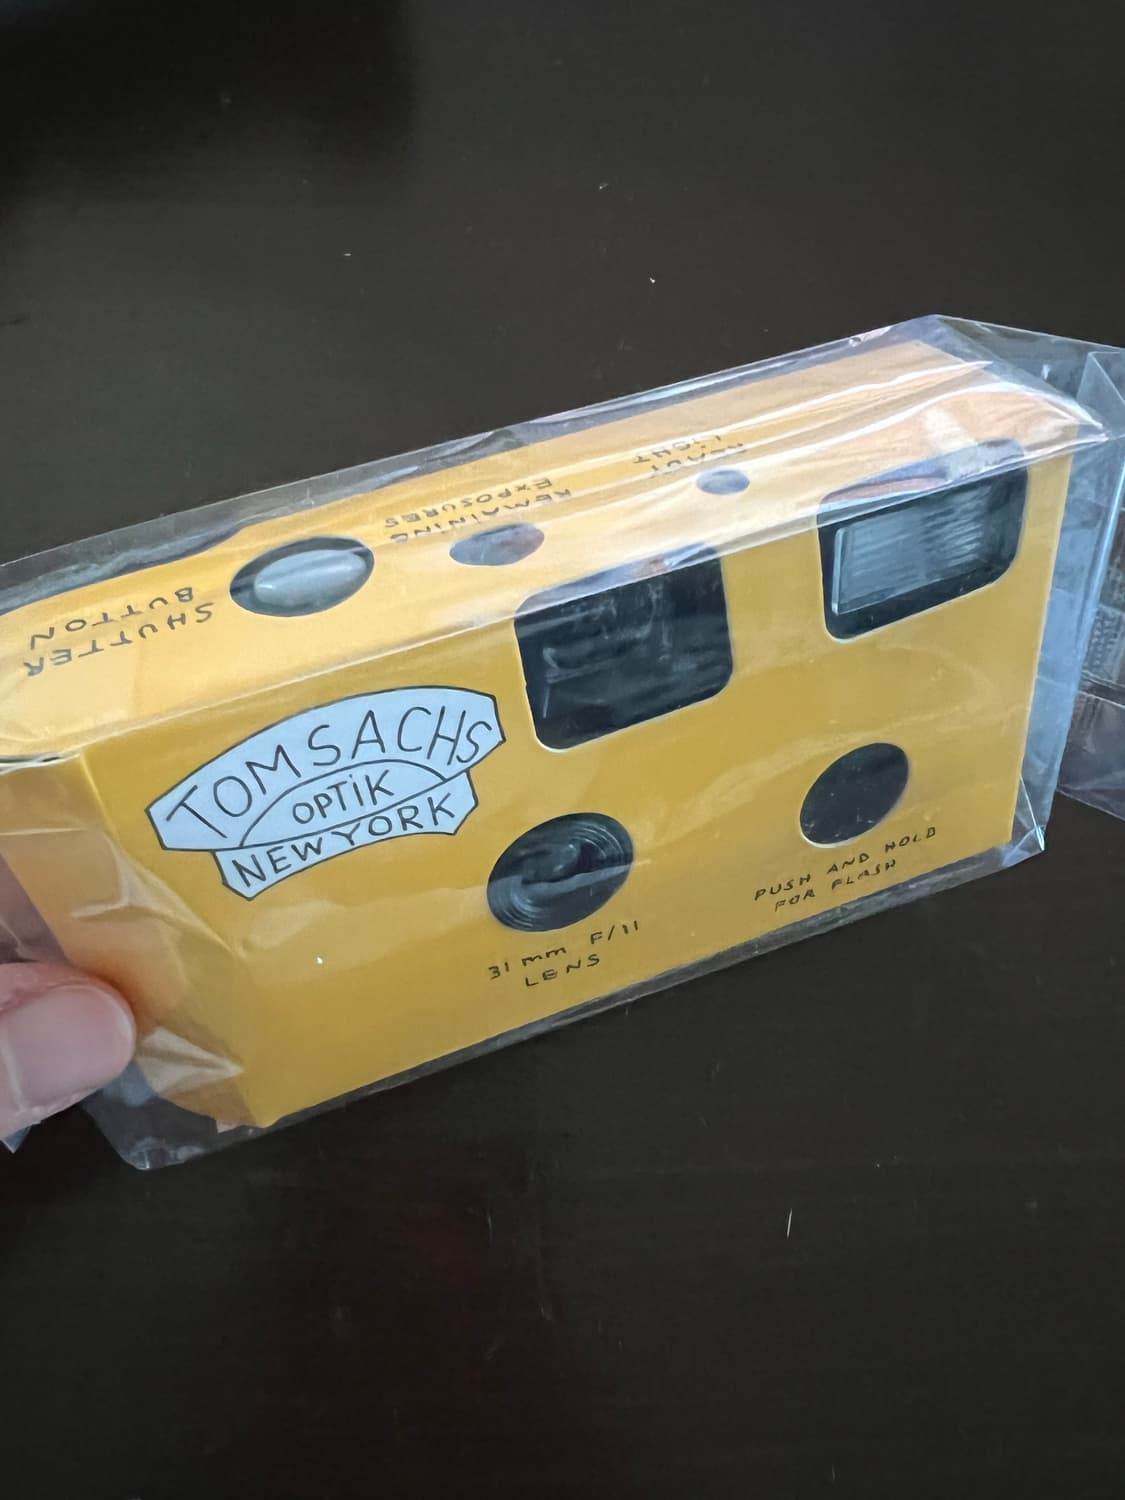 READY
LIGHT
REMAINING
EXPOSURES
SHUTTER
BUTTON
TOM SACHS
OPTiK
NEW YORK
31 mm F/11
LENS
PUSH AND HOLD
FOR FLASH